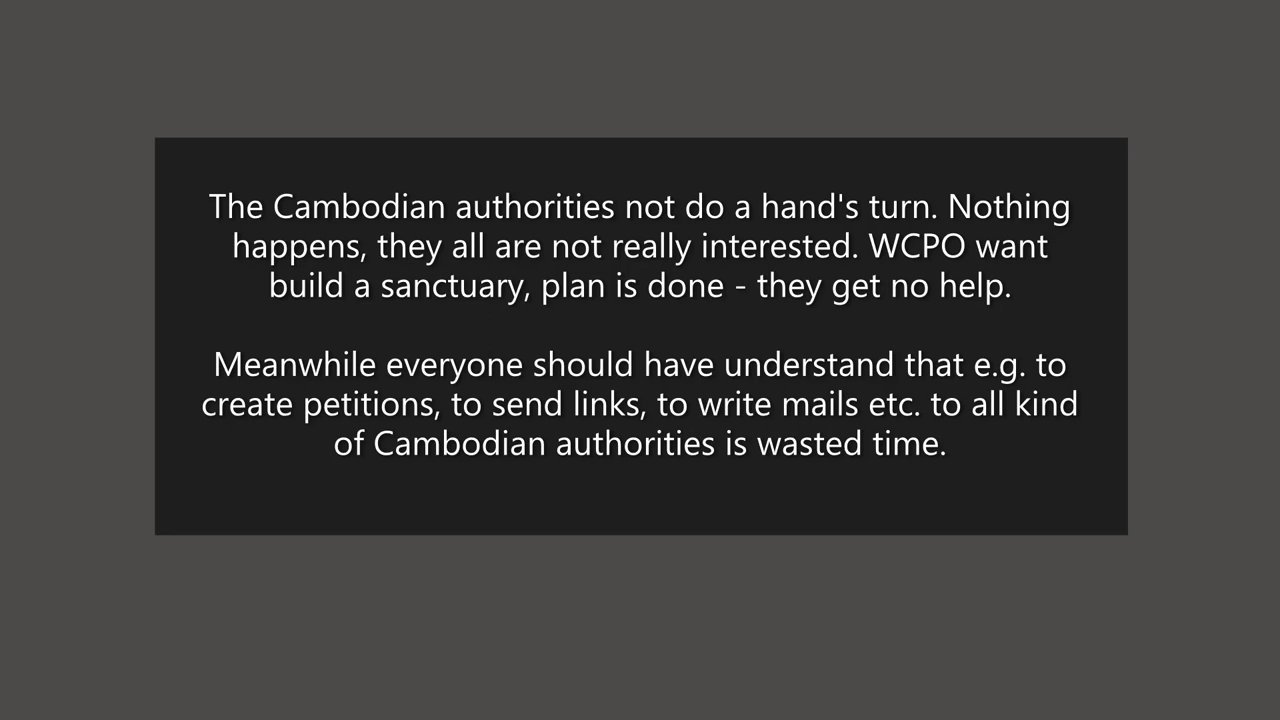 The Cambodian authorities not do a hand's turn. Nothing
happens, they all are not really interested. WCPO want
build a sanctuary, plan is done - they get no help.
Meanwhile everyone should have understand that e.g. to
create petitions, to send links, to write mails etc. to all kind
of Cambodian authorities is wasted time.